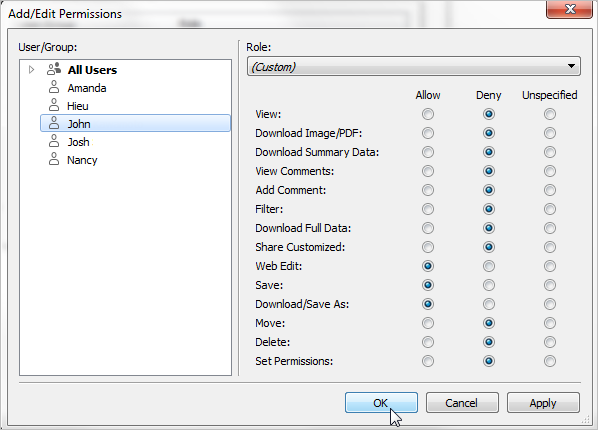 Add/Edit Permissions
User/Group:
All Users
Amanda
Hieu
John
Josh
Nancy
Role:
(Custom)
Allow Deny Unspecified
View:
Download Image/PDF:
Download Summary Data:
View Comments:
Add Comment:
Filter:
Download Full Data:
Share Customized:
Web Edit:
Save:
Download/Save As:
Move:
Delete:
Set Permissions:
OK Cancel Apply